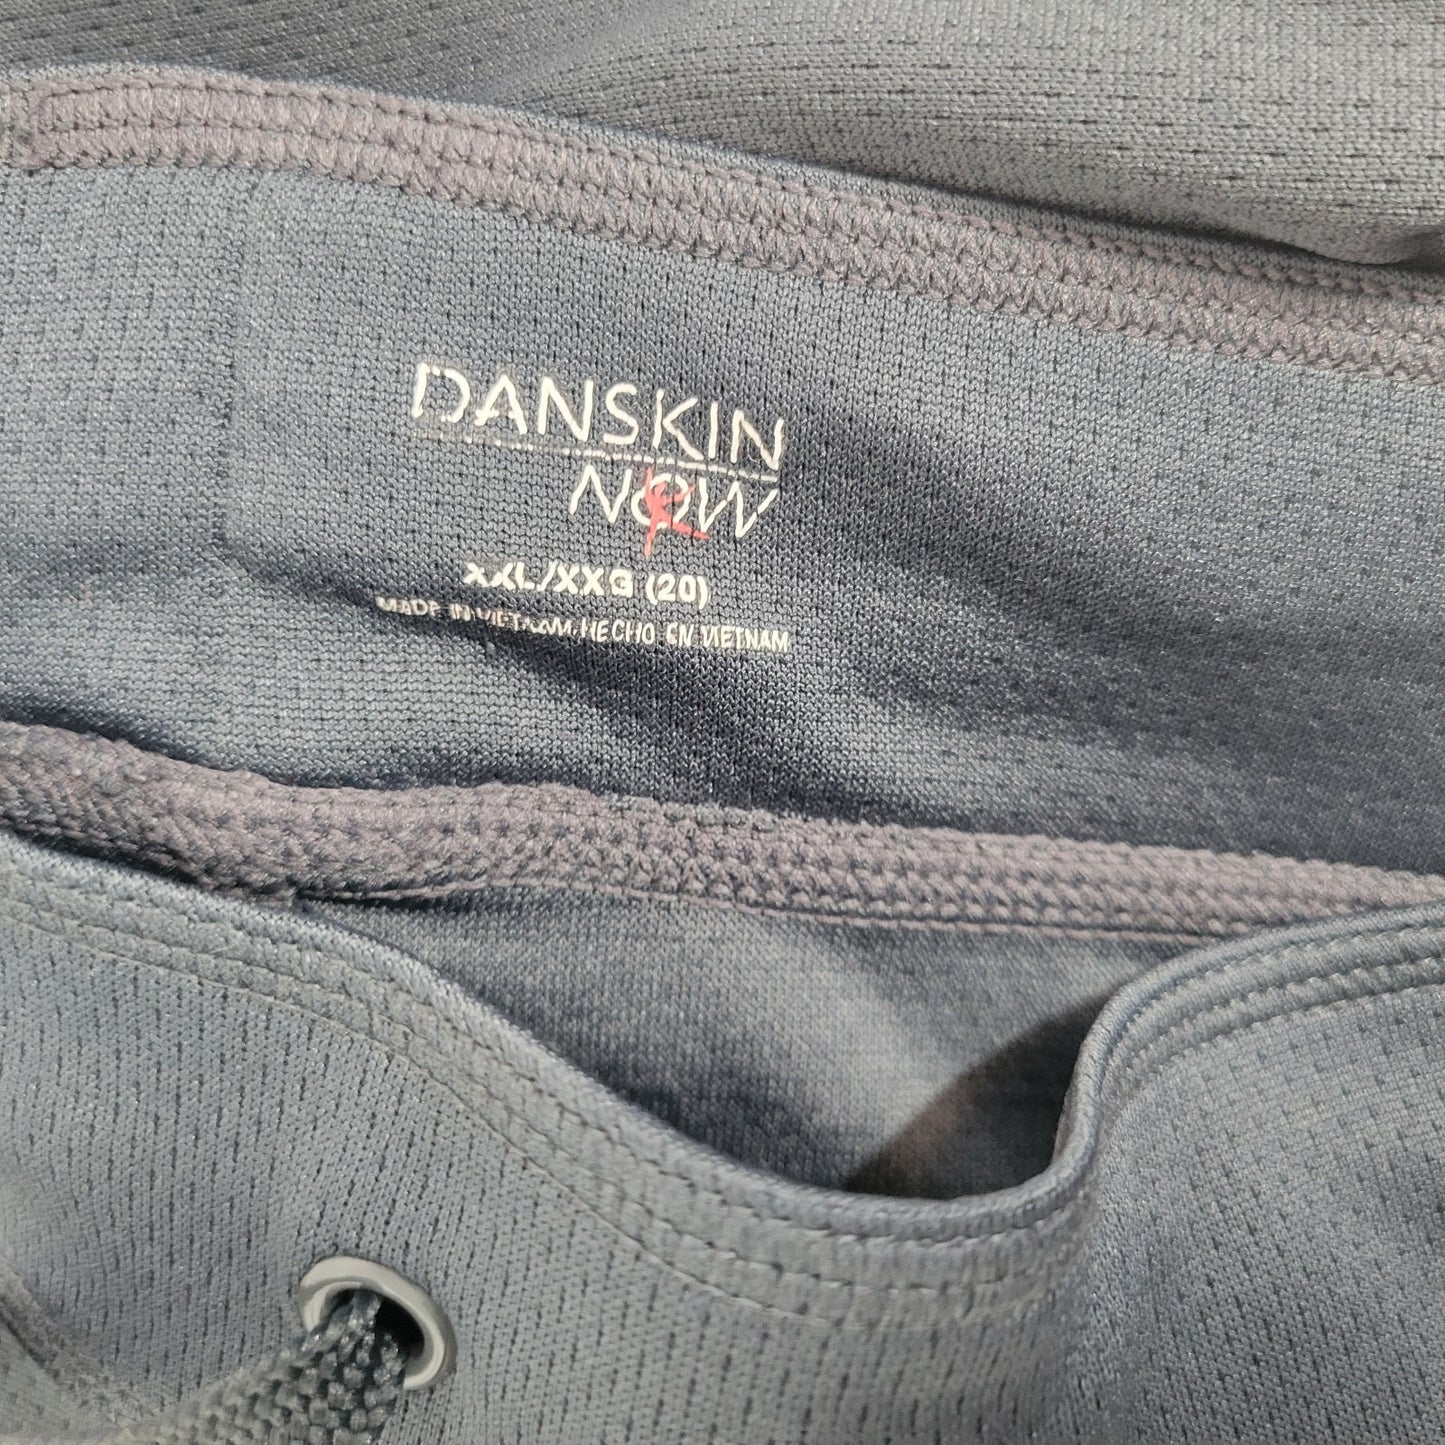 DANSKIN
NOW
XXL/XXG (20)
MADE IN VIETNAM/HECHO EN VIETNAM